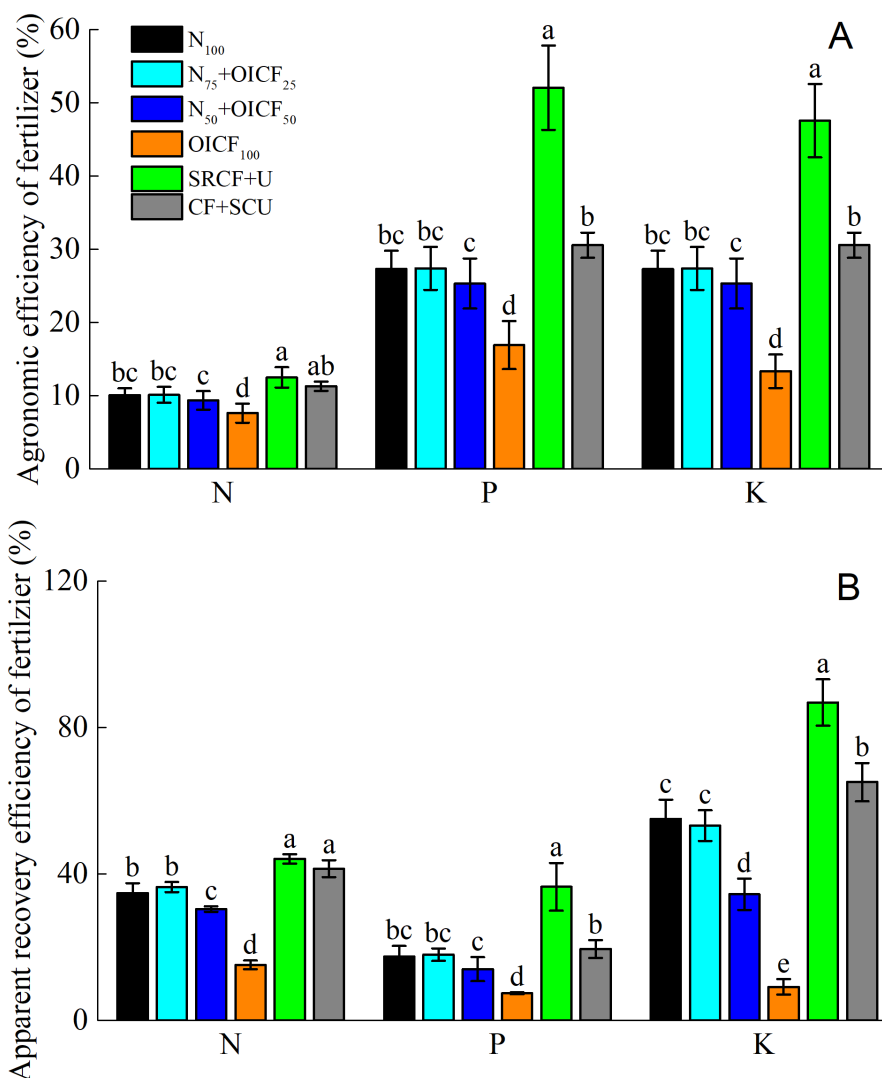 A
Agronomic efficiency of fertilizer (%)
60
50
40
30
20
10
0
N100
N75+OICF25
N50+OICF50
OICF100
SRCF+U
CF+SCU
bc bc c d a ab
bc bc c d a b
bc bc c d a b
N P K
B
Apparent recovery efficiency of fertilzier (%)
120
80
40
0
b b c d a a
bc bc c d a b
c c d e a b
N P K